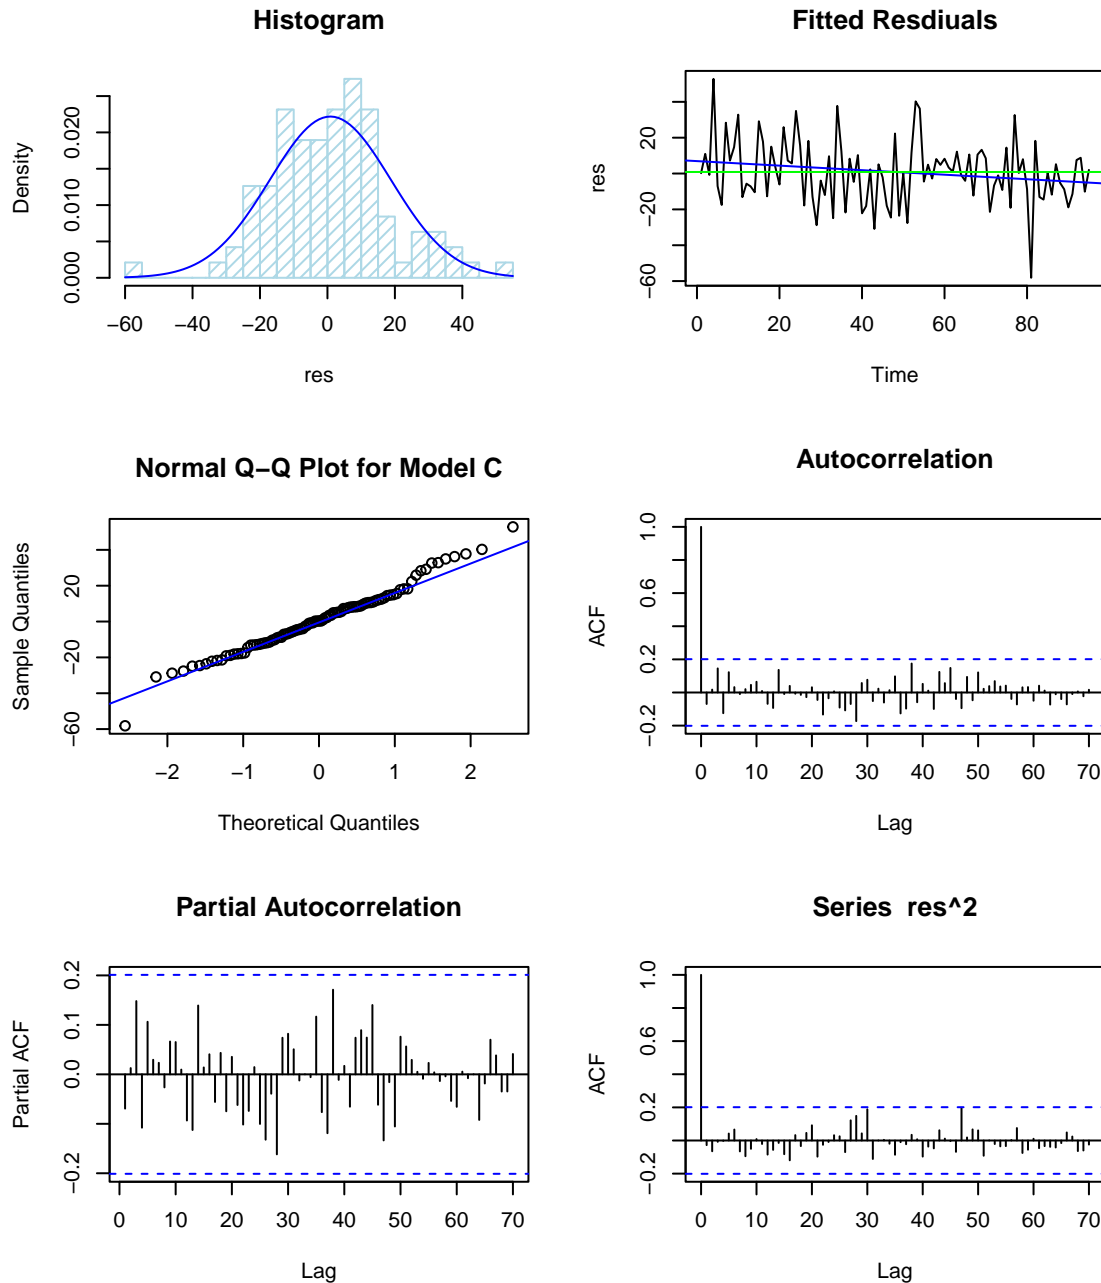 Histogram
Density
0.000 0.010 0.020
−60 −40 −20 0 20 40
res
Fitted Resdiuals
res
−60 −20 20
0 20 40 60 80
Time
Normal Q−Q Plot for Model C
Sample Quantiles
−60 −20 20
−2 −1 0 1 2
Theoretical Quantiles
Autocorrelation
ACF
−0.2 0.2 0.6 1.0
0 10 20 30 40 50 60 70
Lag
Partial Autocorrelation
Partial ACF
−0.2 0.0 0.1 0.2
0 10 20 30 40 50 60 70
Lag
Series res^2
ACF
−0.2 0.2 0.6 1.0
0 10 20 30 40 50 60 70
Lag